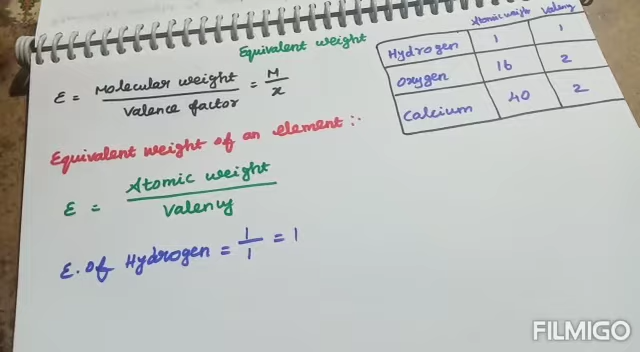 Equivalent weight
E = Molecular weight / Valence factor = M / x
Atomic weight Valency
Hydrogen 1 1
Oxygen 16 2
Calcium 40 2
Equivalent weight of an element :-
E = Atomic weight / Valency
E. of Hydrogen = 1 / 1 = 1
FILMIGO